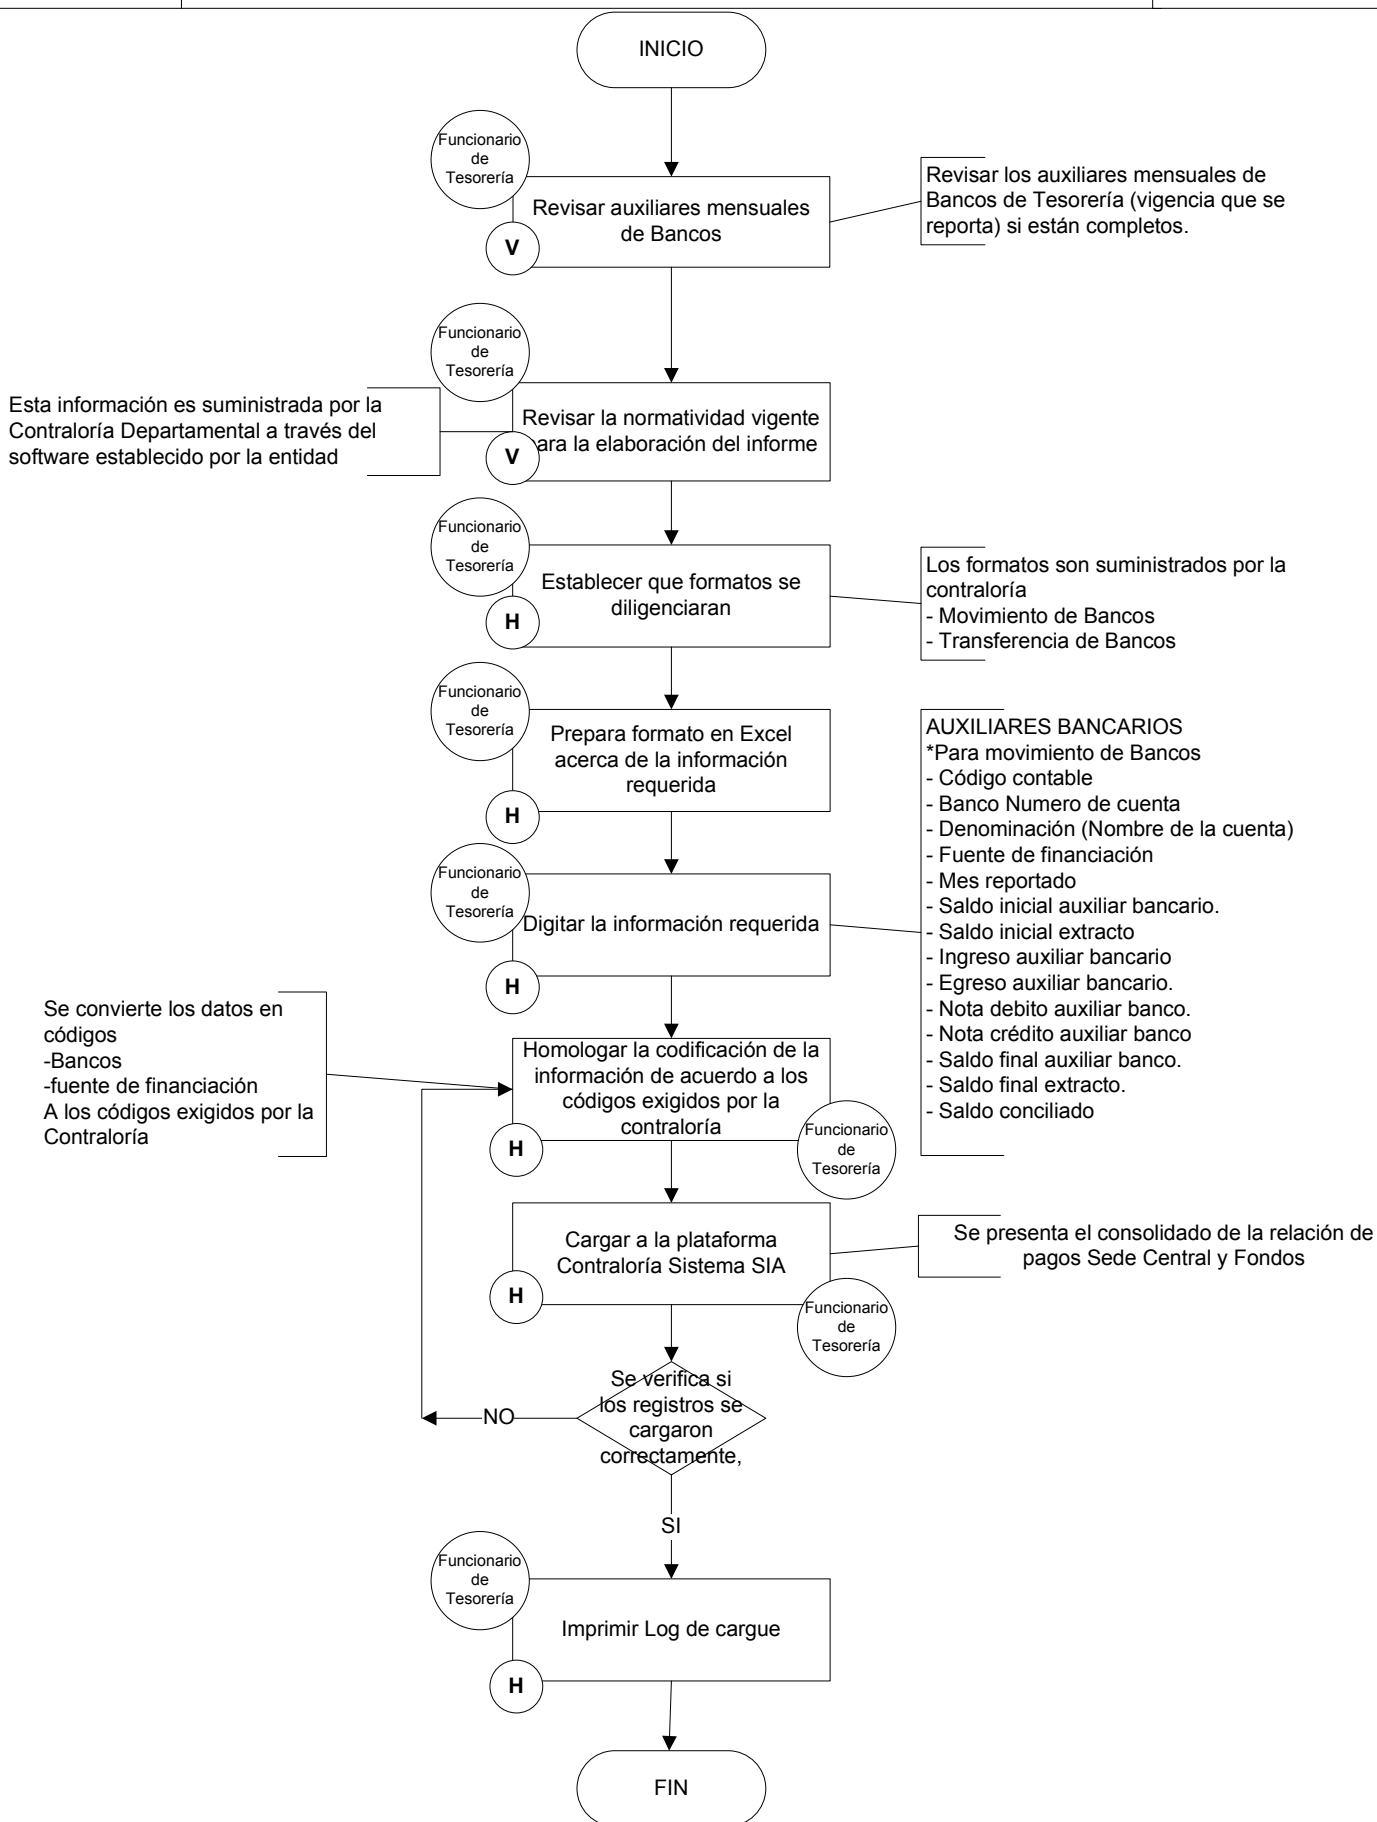 INICIO
Funcionario
de
Tesorería
Revisar auxiliares mensuales
de Bancos
V
Revisar los auxiliares mensuales de
Bancos de Tesorería (vigencia que se
reporta) si están completos.
Funcionario
de
Tesorería
Esta información es suministrada por la
Contraloría Departamental a través del
software establecido por la entidad
Revisar la normatividad vigente
ara la elaboración del informe
V
Funcionario
de
Tesorería
Establecer que formatos se
diligenciaran
H
Los formatos son suministrados por la
contraloría
- Movimiento de Bancos
- Transferencia de Bancos
Funcionario
de
Tesorería
Prepara formato en Excel
acerca de la información
requerida
H
AUXILIARES BANCARIOS
*Para movimiento de Bancos
- Código contable
- Banco Numero de cuenta
- Denominación (Nombre de la cuenta)
- Fuente de financiación
- Mes reportado
- Saldo inicial auxiliar bancario.
- Saldo inicial extracto
- Ingreso auxiliar bancario
- Egreso auxiliar bancario.
- Nota debito auxiliar banco.
- Nota crédito auxiliar banco
- Saldo final auxiliar banco.
- Saldo final extracto.
- Saldo conciliado
Funcionario
de
Tesorería
Digitar la información requerida
H
Se convierte los datos en
códigos
-Bancos
-fuente de financiación
A los códigos exigidos por la
Contraloría
Homologar la codificación de la
información de acuerdo a los
códigos exigidos por la
contraloría
H
Funcionario
de
Tesorería
Cargar a la plataforma
Contraloría Sistema SIA
H
Funcionario
de
Tesorería
Se presenta el consolidado de la relación de
pagos Sede Central y Fondos
Se verifica si
los registros se
cargaron
correctamente,
NO
SI
Funcionario
de
Tesorería
Imprimir Log de cargue
H
FIN